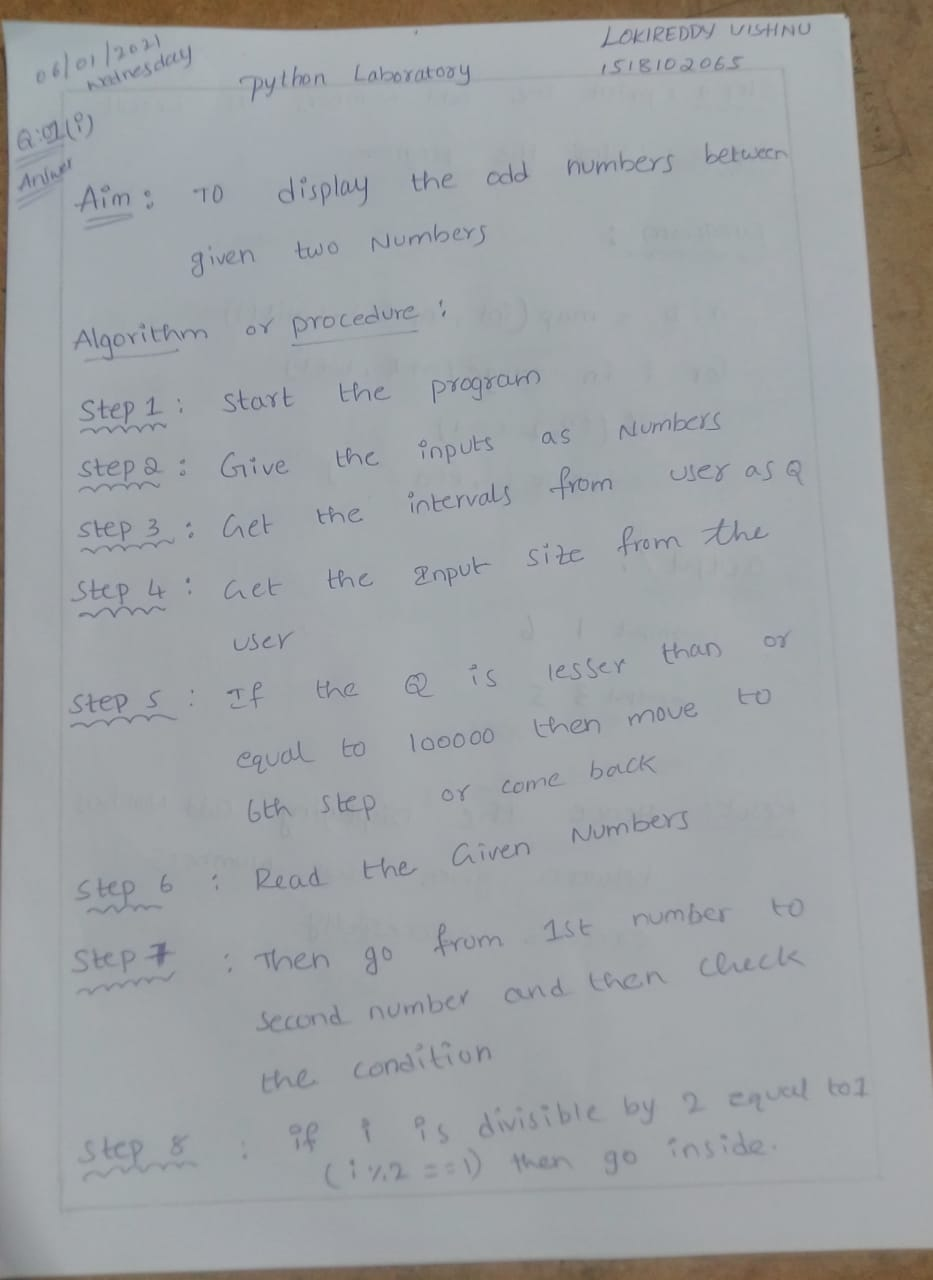 06/01/2021
Wednesday
LOKIREDDY VISHNU
1518102065
Python Laboratory
Q:01(i)
Answer
Aim : To display the odd numbers between
given two Numbers
Algorithm or procedure :
Step 1 : Start the program
Step 2 : Give the inputs as Numbers
Step 3 : Get the intervals from user as Q
Step 4 : Get the Input size from the
user
Step 5 : If the Q is lesser than or
equal to 100000 then move to
6th step or come back
Step 6 : Read the Given Numbers
Step 7 : Then go from 1st number to
second number and then check
the condition
Step 8 : if i is divisible by 2 equal to 1
(i%2==1) then go inside.